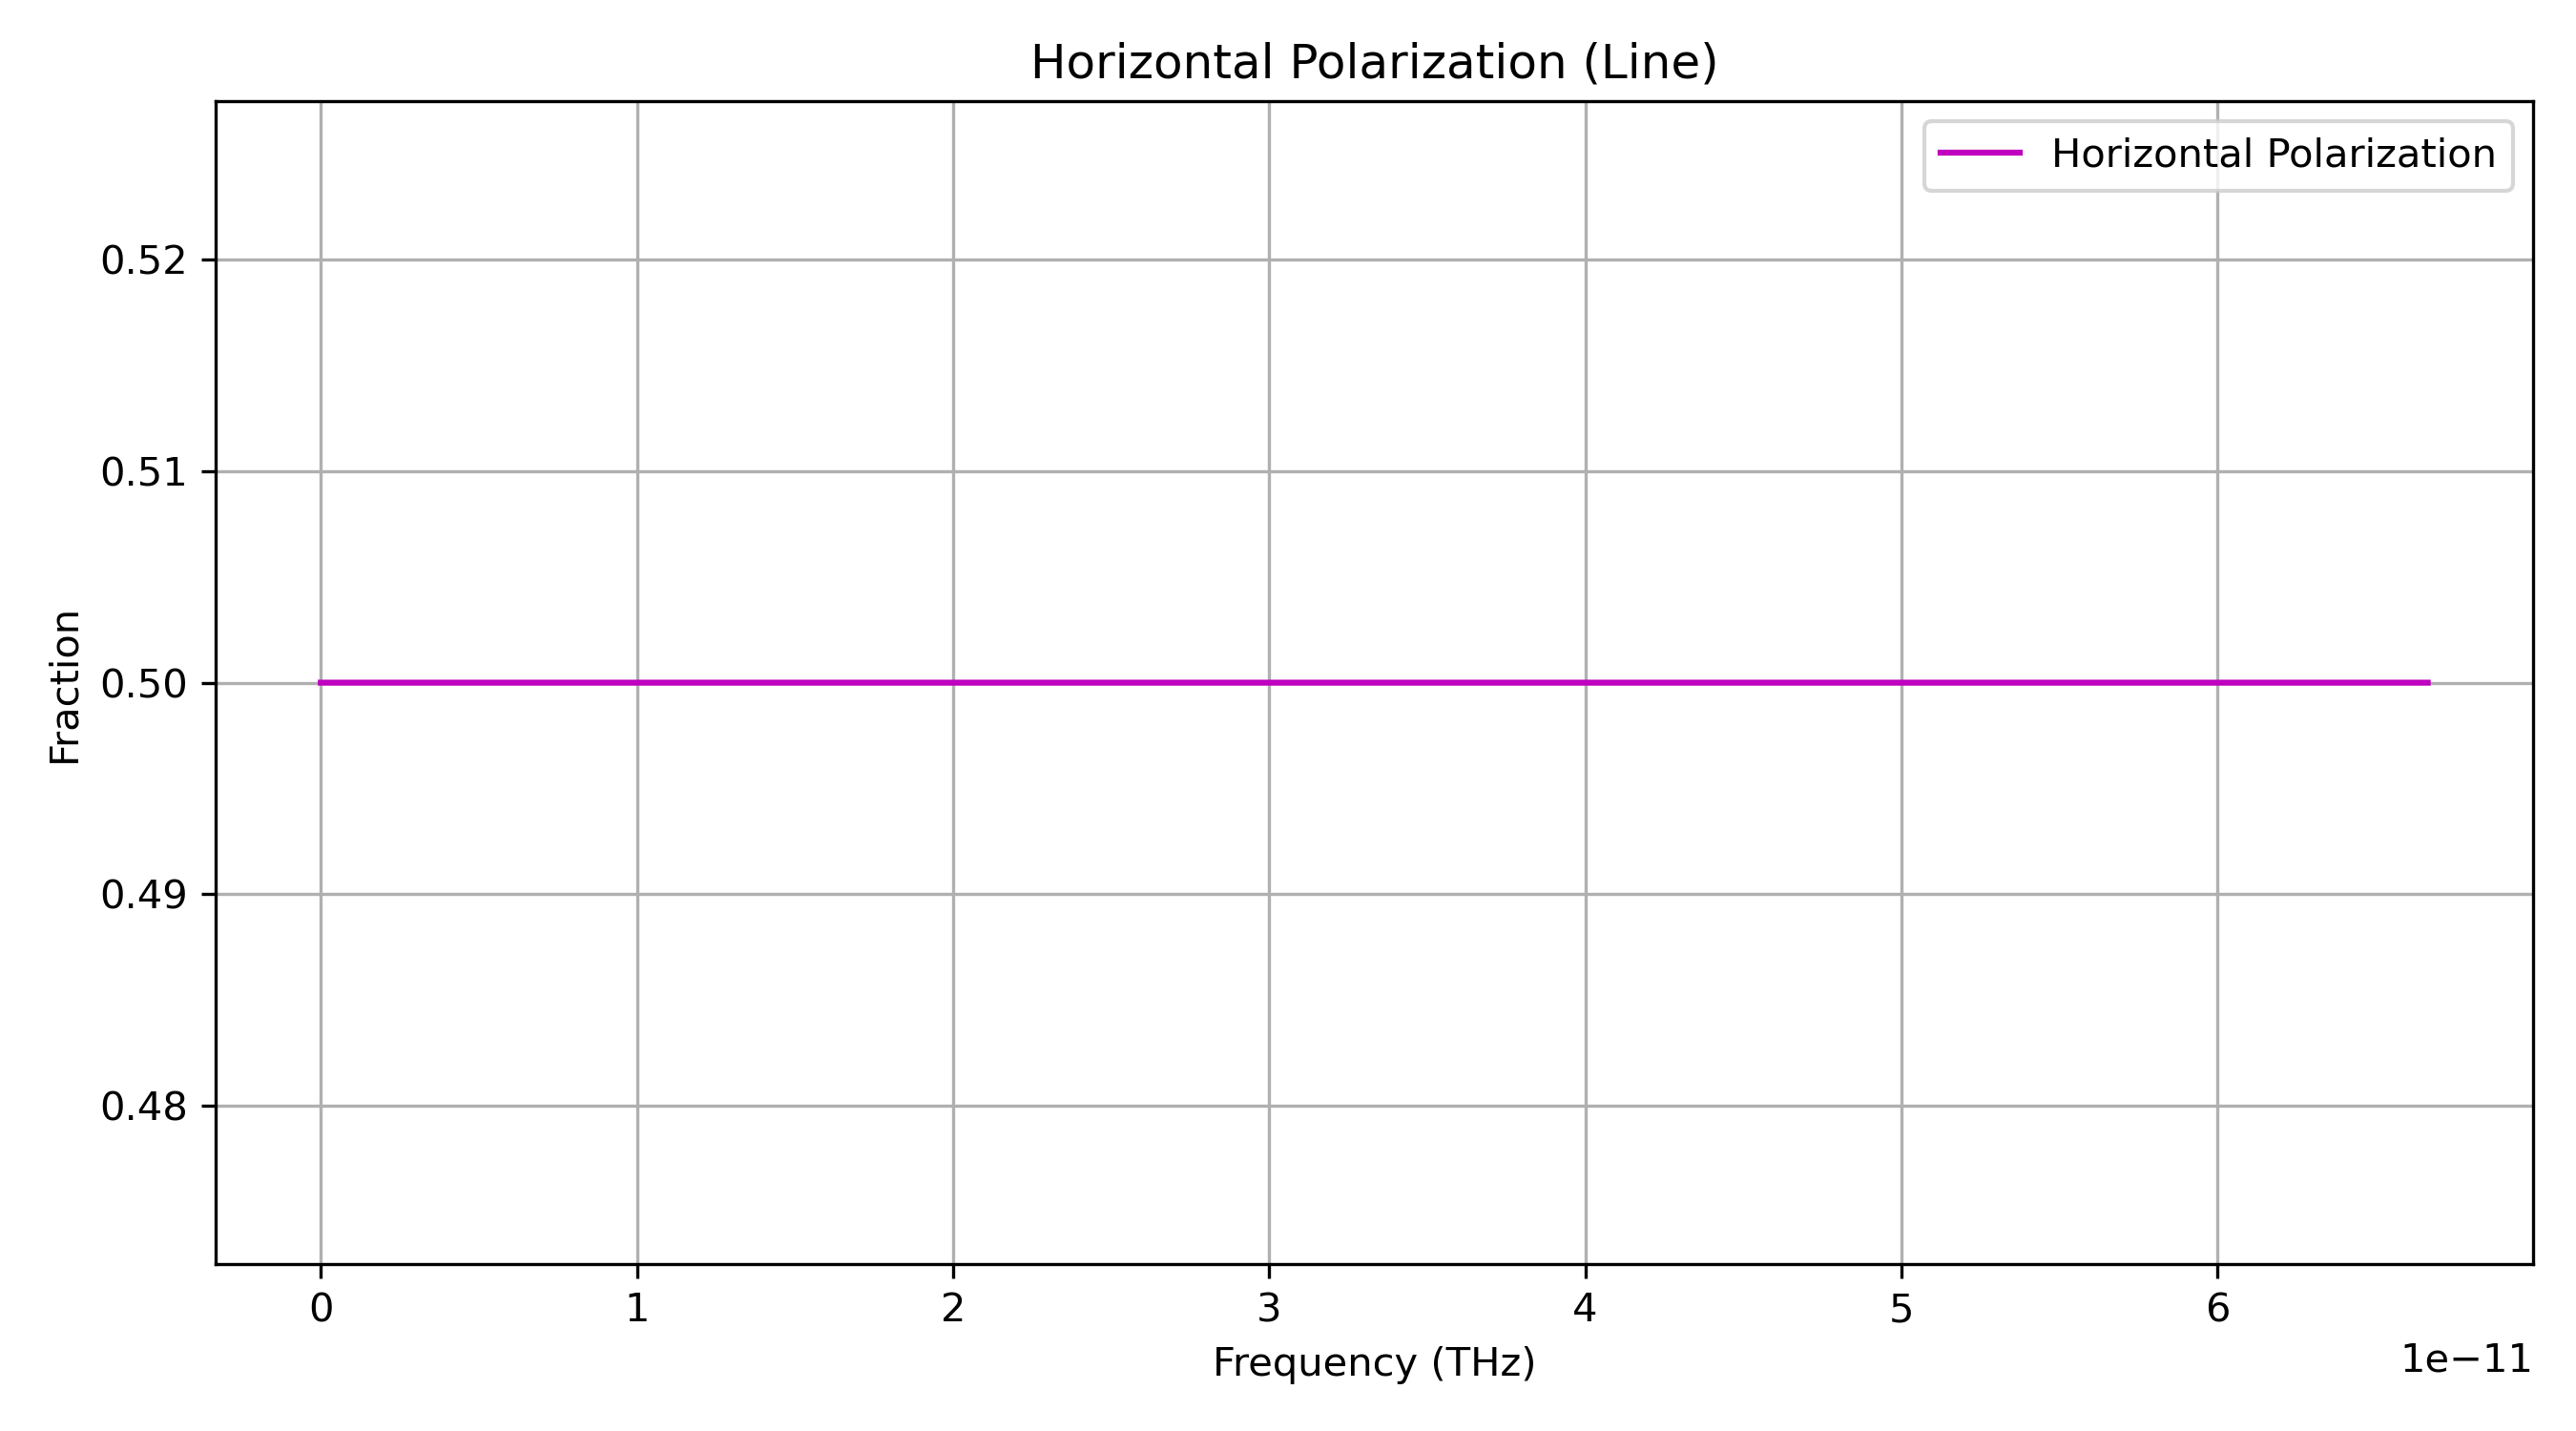 Horizontal Polarization (Line)
Horizontal Polarization
0.52
0.51
0.50
0.49
0.48
Fraction
0 1 2 3 4 5 6
Frequency (THz)
1e−11